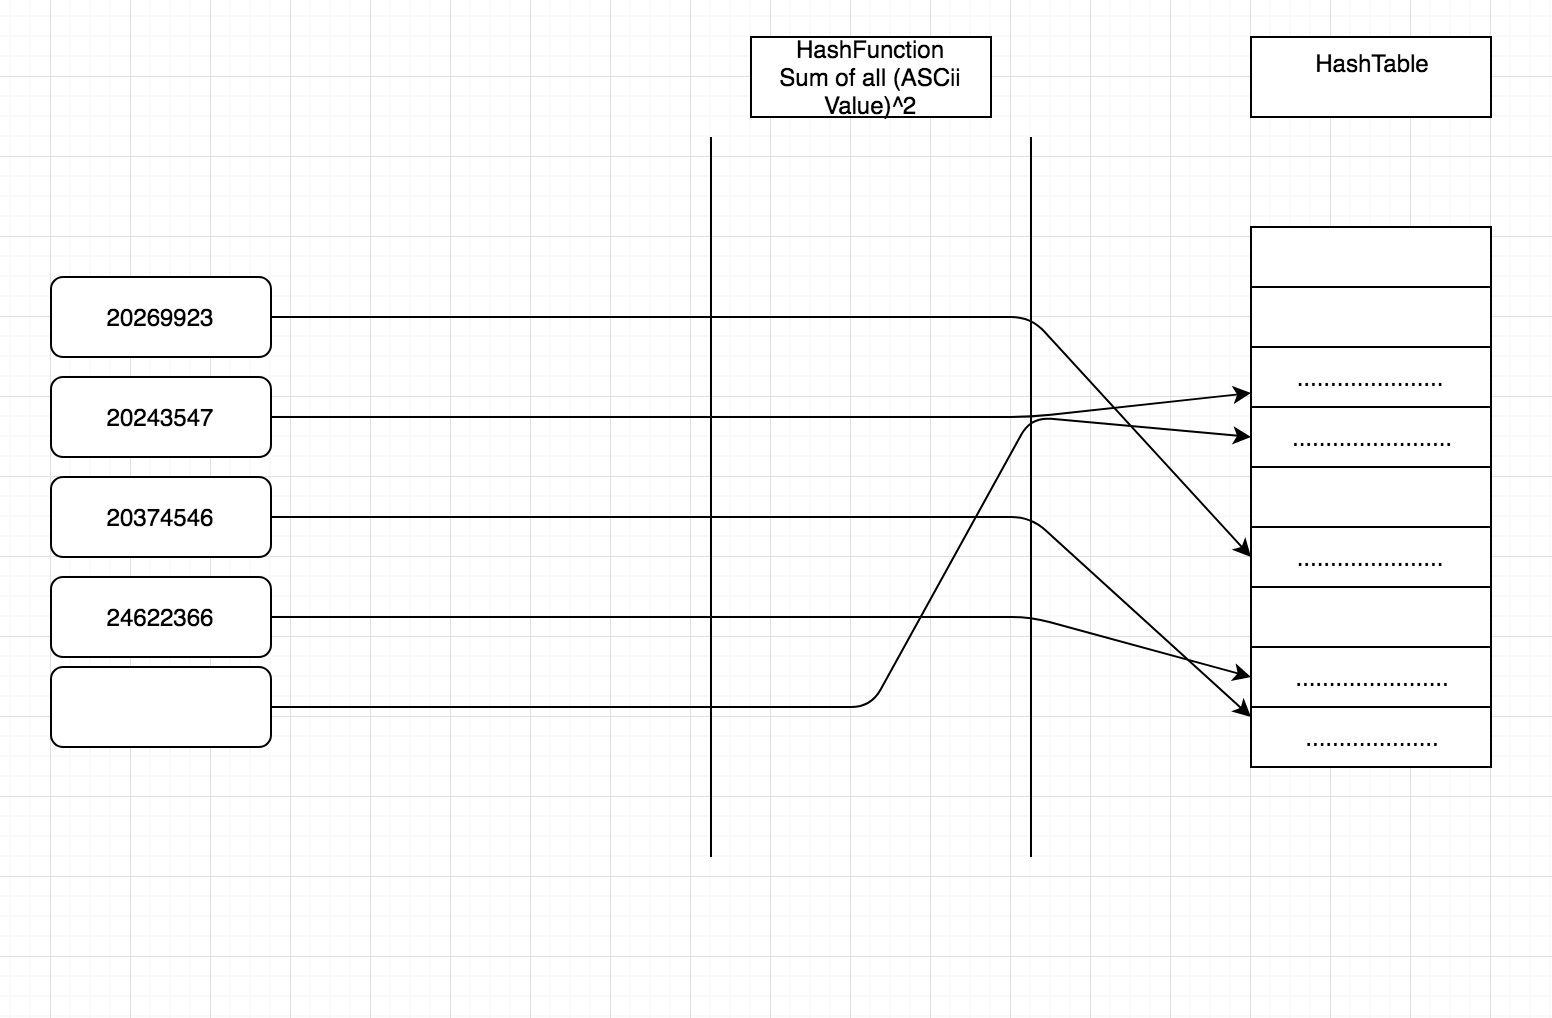 HashFunction
Sum of all (ASCii
Value)^2
HashTable
20269923
20243547
20374546
24622366
......................
........................
......................
.......................
....................